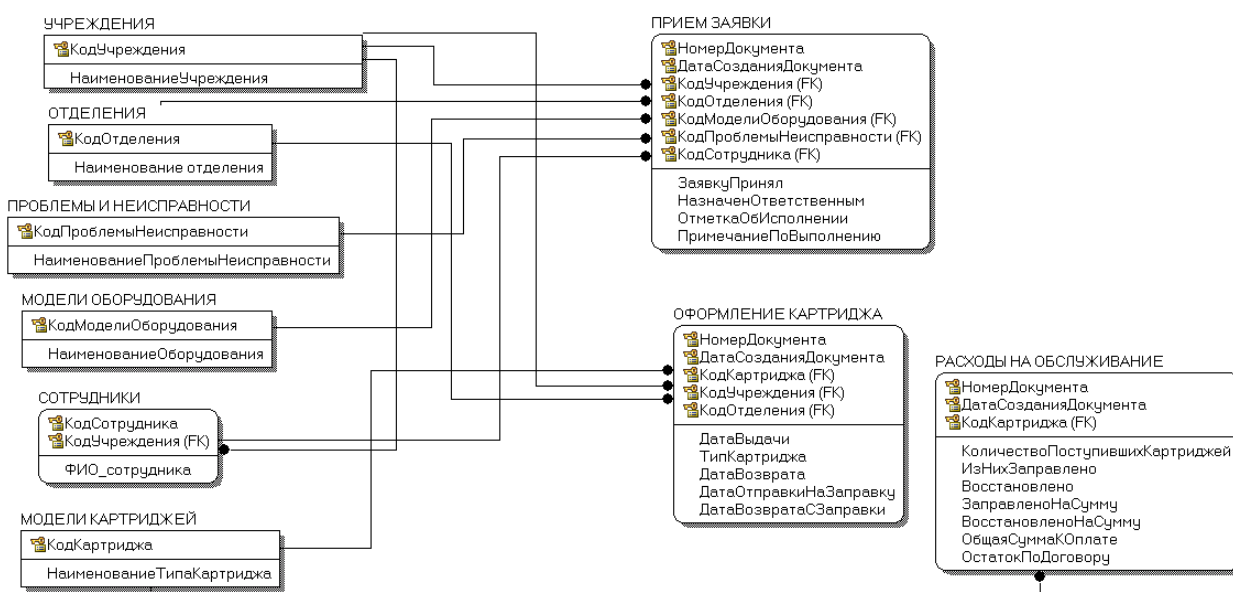 УЧРЕЖДЕНИЯ
КодУчреждения
НаименованиеУчреждения
ОТДЕЛЕНИЯ
КодОтделения
Наименование отделения
ПРОБЛЕМЫ И НЕИСПРАВНОСТИ
КодПроблемыНеисправности
НаименованиеПроблемыНеисправности
МОДЕЛИ ОБОРУДОВАНИЯ
КодМоделиОборудования
НаименованиеОборудования
СОТРУДНИКИ
КодСотрудника
КодУчреждения (FK)
ФИО_сотрудника
МОДЕЛИ КАРТРИДЖЕЙ
КодКартриджа
НаименованиеТипаКартриджа
ПРИЕМ ЗАЯВКИ
НомерДокумента
ДатаСозданияДокумента
КодУчреждения (FK)
КодОтделения (FK)
КодМоделиОборудования (FK)
КодПроблемыНеисправности (FK)
КодСотрудника (FK)
ЗаявкуПринял
НазначенОтветственным
ОтметкаОбИсполнении
ПримечаниеПоВыполнению
ОФОРМЛЕНИЕ КАРТРИДЖА
НомерДокумента
ДатаСозданияДокумента
КодКартриджа (FK)
КодУчреждения (FK)
КодОтделения (FK)
ДатаВыдачи
ТипКартриджа
ДатаВозврата
ДатаОтправкиНаЗаправку
ДатаВозвратаСЗаправки
РАСХОДЫ НА ОБСЛУЖИВАНИЕ
НомерДокумента
ДатаСозданияДокумента
КодКартриджа (FK)
КоличествоПоступившихКартриджей
ИзНихЗаправлено
Восстановлено
ЗаправленоНаСумму
ВосстановленоНаСумму
ОбщаяСуммаКОплате
ОстатокПоДоговору